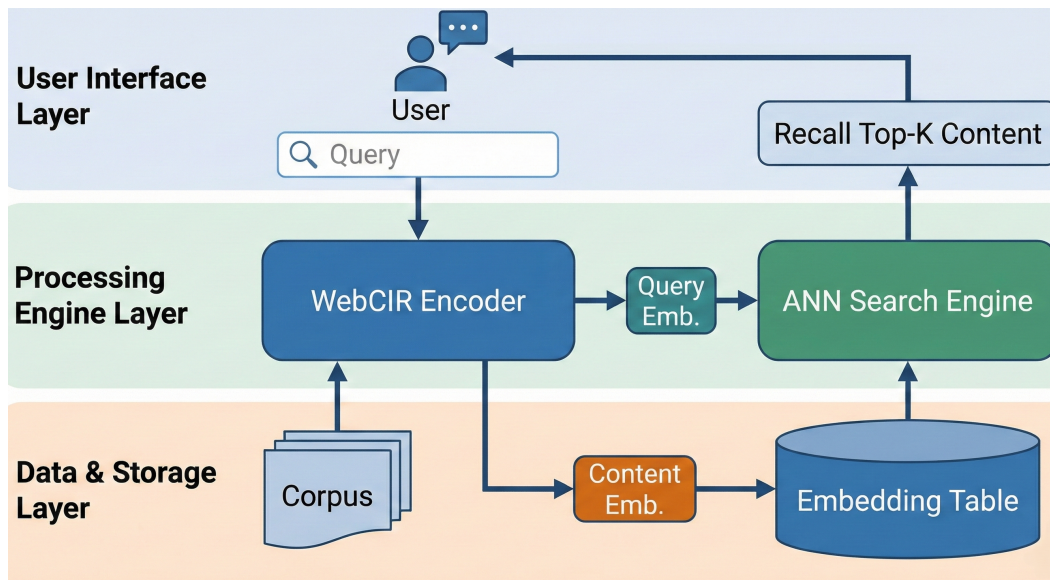 User Interface
Layer
User
Query
Recall Top-K Content
Processing
Engine Layer
WebCIR Encoder
Query
Emb.
ANN Search Engine
Data & Storage
Layer
Corpus
Content
Emb.
Embedding Table